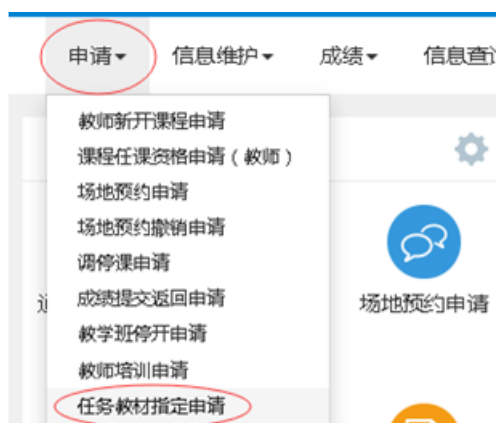 申请 信息维护 成绩 信息查
教师新开课程申请
课程任课资格申请（教师）
场地预约申请
场地预约撤销申请
调停课申请
成绩提交返回申请
场地预约申请
教学班停开申请
教师培训申请
任务教材指定申请